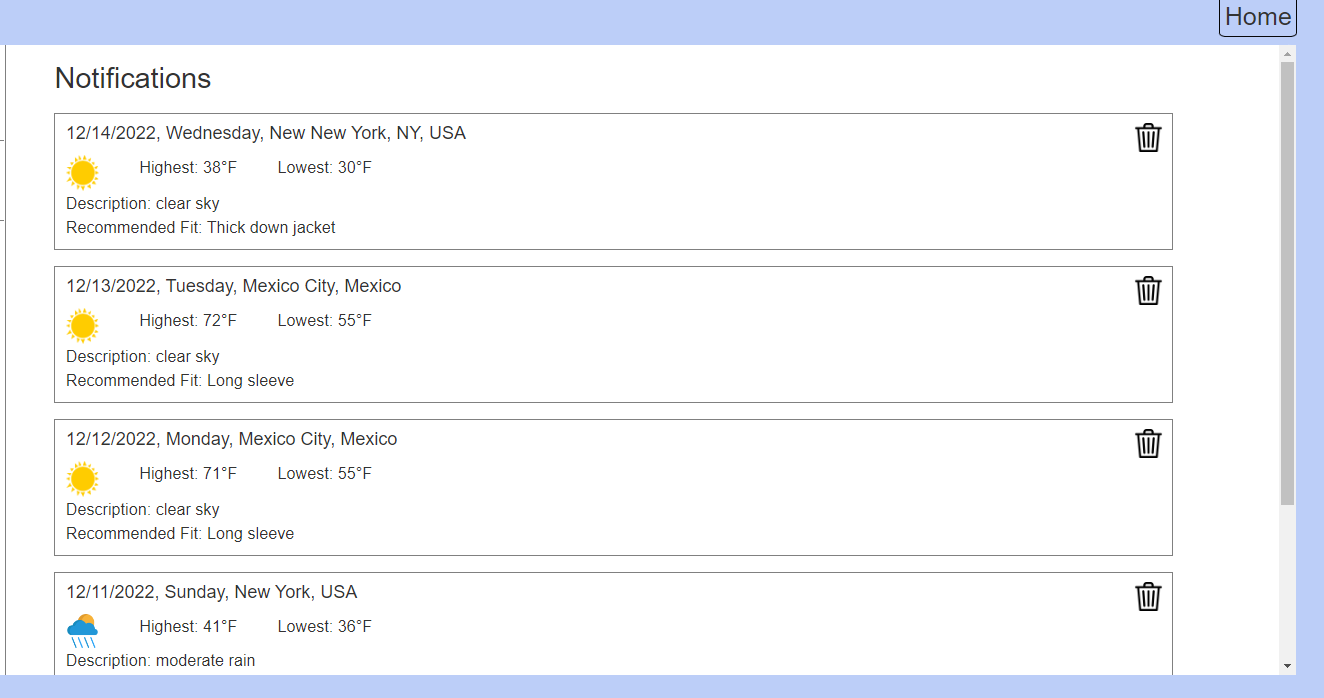 Home
Notifications
12/14/2022, Wednesday, New New York, NY, USA
Highest: 38°F Lowest: 30°F
Description: clear sky
Recommended Fit: Thick down jacket
12/13/2022, Tuesday, Mexico City, Mexico
Highest: 72°F Lowest: 55°F
Description: clear sky
Recommended Fit: Long sleeve
12/12/2022, Monday, Mexico City, Mexico
Highest: 71°F Lowest: 55°F
Description: clear sky
Recommended Fit: Long sleeve
12/11/2022, Sunday, New York, USA
Highest: 41°F Lowest: 36°F
Description: moderate rain